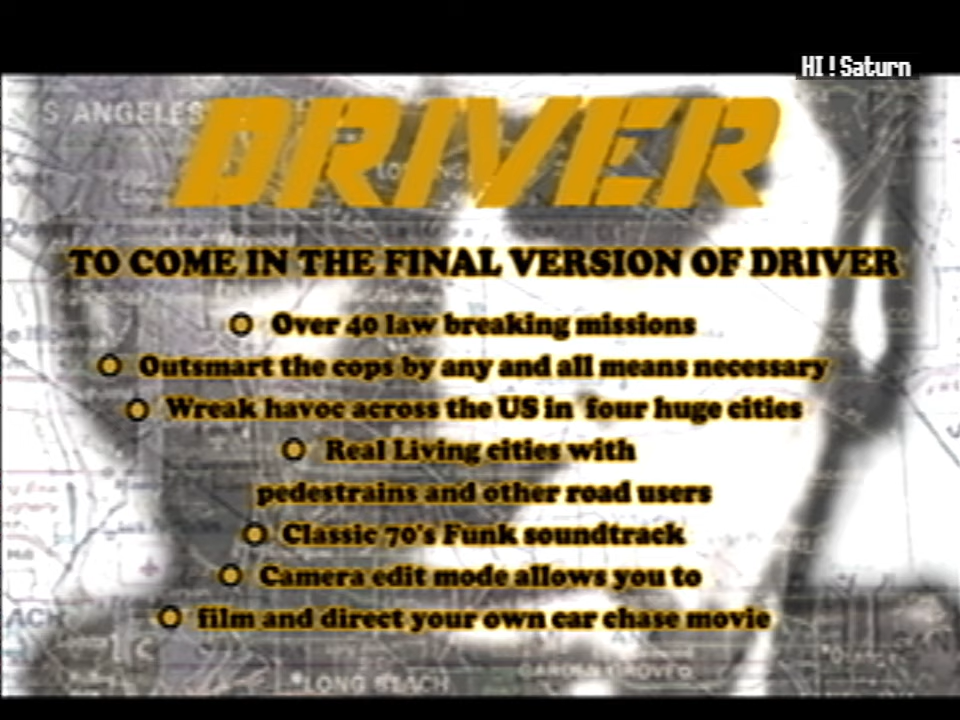 HI!Saturn
S ANGELES
DRIVER
TO COME IN THE FINAL VERSION OF DRIVER
Over 40 law breaking missions
Outsmart the cops by any and all means necessary
Wreak havoc across the US in four huge cities
Real Living cities with
pedestrains and other road users
Classic 70's Funk soundtrack
Camera edit mode allows you to
film and direct your own car chase movie
ACH
GARDEN GROVE
LONG BEACH